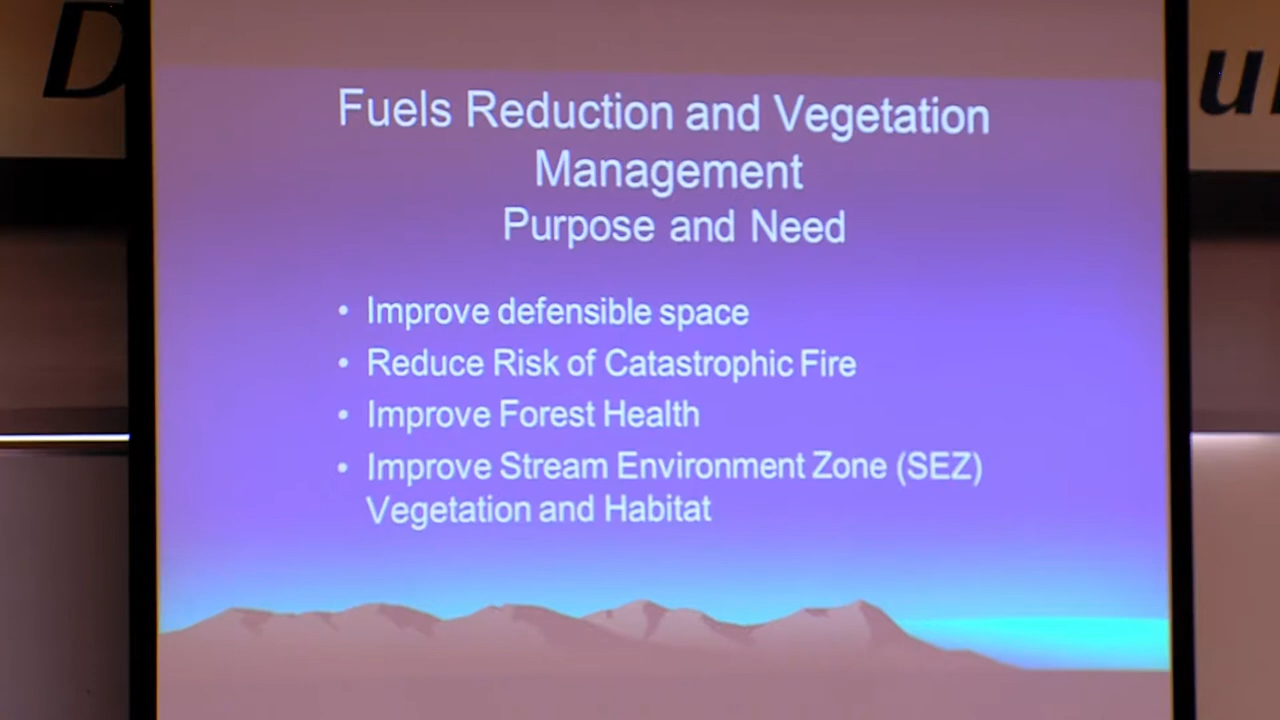 Fuels Reduction and Vegetation
Management
Purpose and Need
• Improve defensible space
• Reduce Risk of Catastrophic Fire
• Improve Forest Health
• Improve Stream Environment Zone (SEZ)
Vegetation and Habitat